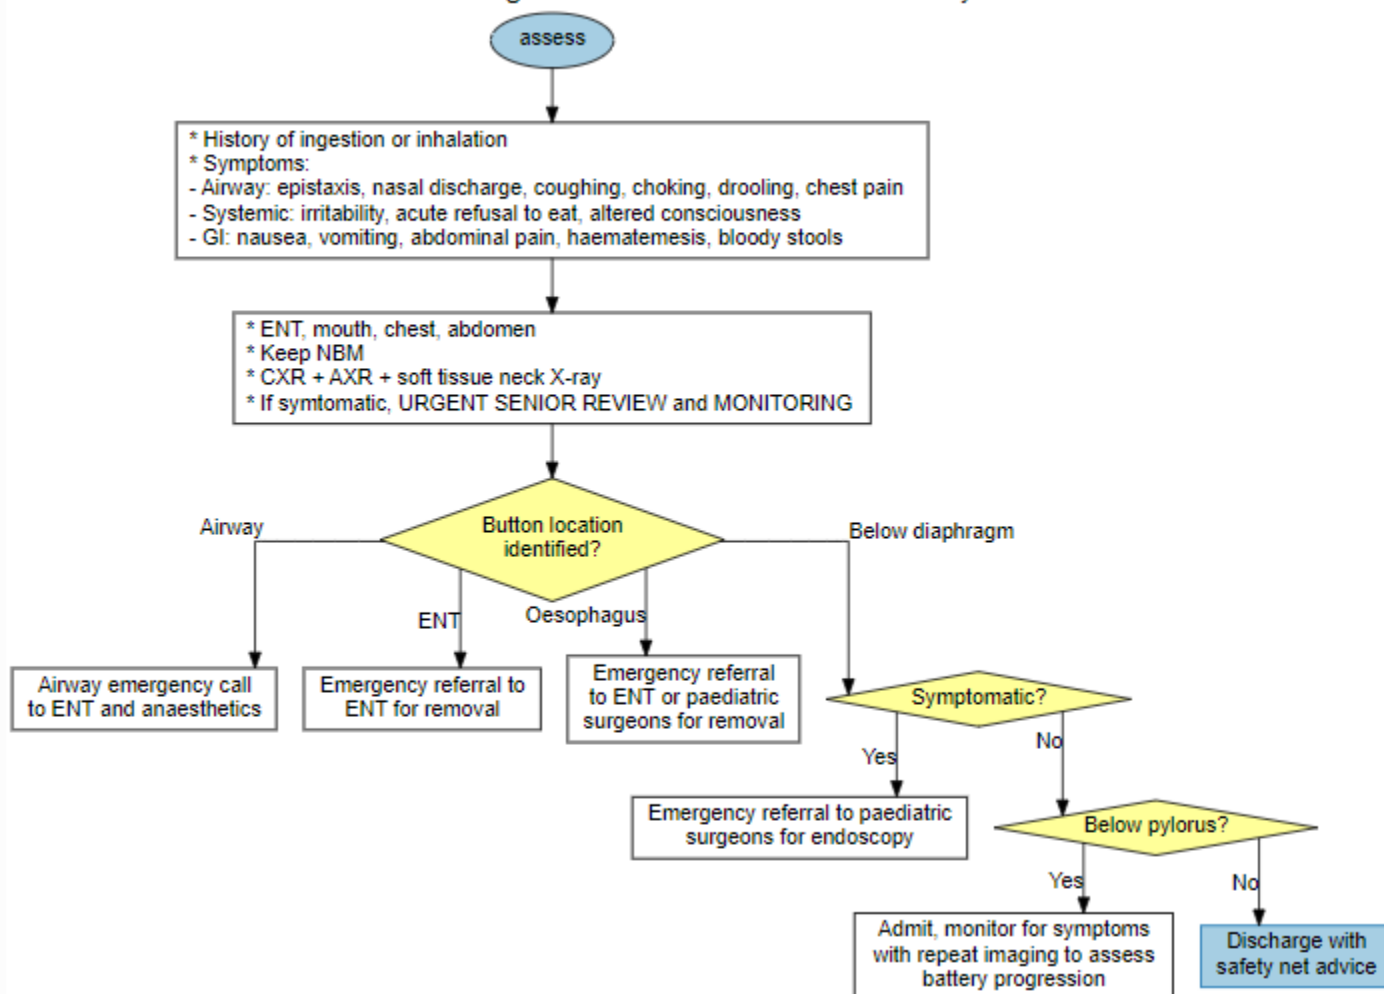 assess
* History of ingestion or inhalation
* Symptoms:
- Airway: epistaxis, nasal discharge, coughing, choking, drooling, chest pain
- Systemic: irritability, acute refusal to eat, altered consciousness
- GI: nausea, vomiting, abdominal pain, haematemesis, bloody stools
* ENT, mouth, chest, abdomen
* Keep NBM
* CXR + AXR + soft tissue neck X-ray
* If symtomatic, URGENT SENIOR REVIEW and MONITORING
Button location
identified?
Airway
ENT
Oesophagus
Below diaphragm
Airway emergency call
to ENT and anaesthetics
Emergency referral to
ENT for removal
Emergency referral
to ENT or paediatric
surgeons for removal
Symptomatic?
Yes
No
Emergency referral to paediatric
surgeons for endoscopy
Below pylorus?
Yes
No
Admit, monitor for symptoms
with repeat imaging to assess
battery progression
Discharge with
safety net advice